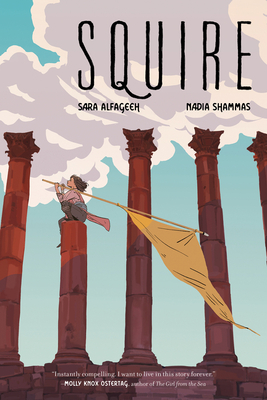 SQUIRE
SARA ALFAGEEH NADIA SHAMMAS
"Instantly compelling. I want to live in this story forever."
MOLLY KNOX OSTERTAG, author of The Girl from the Sea